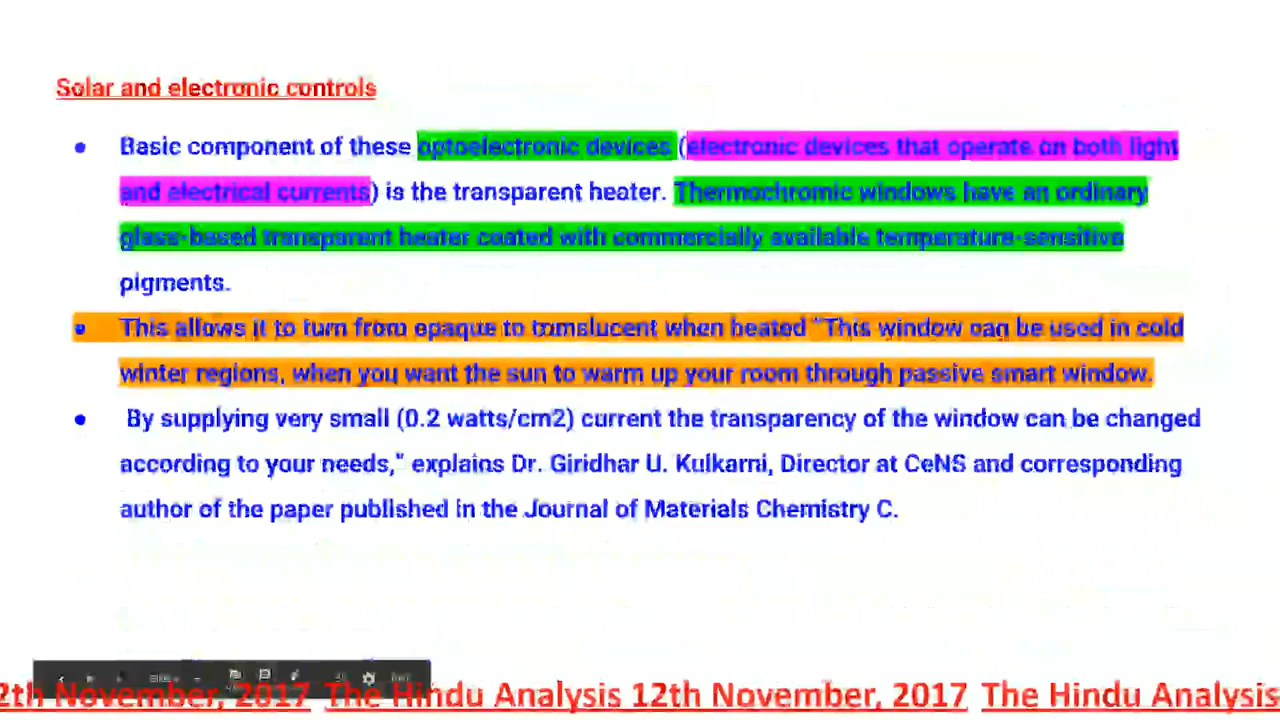 Solar and electronic controls
• Basic component of these optoelectronic devices (electronic devices that operate on both light
and electrical currents) is the transparent heater. Thermochromic windows have an ordinary
glass-based transparent heater coated with commercially available temperature-sensitive
pigments.
• This allows it to turn from opaque to translucent when heated "This window can be used in cold
winter regions, when you want the sun to warm up your room through passive smart window.
• By supplying very small (0.2 watts/cm2) current the transparency of the window can be changed
according to your needs," explains Dr. Giridhar U. Kulkarni, Director at CeNS and corresponding
author of the paper published in the Journal of Materials Chemistry C.
2th November, 2017 The Hindu Analysis 12th November, 2017 The Hindu Analysis